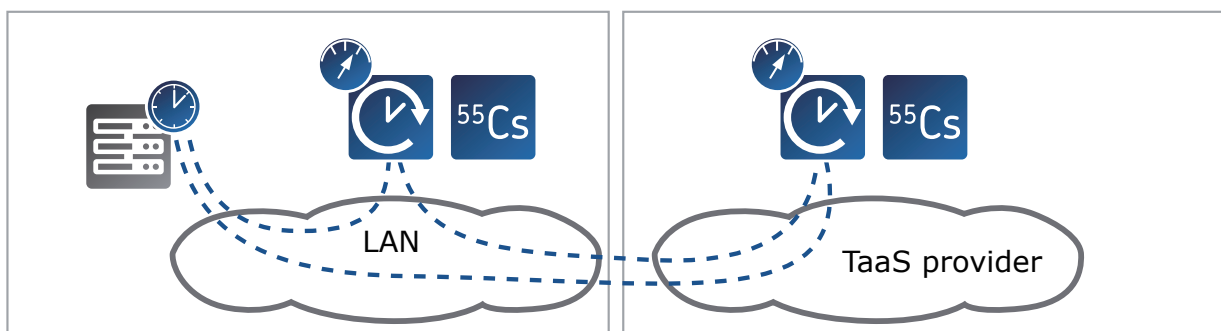 ⁵⁵Cs
⁵⁵Cs
LAN
TaaS provider